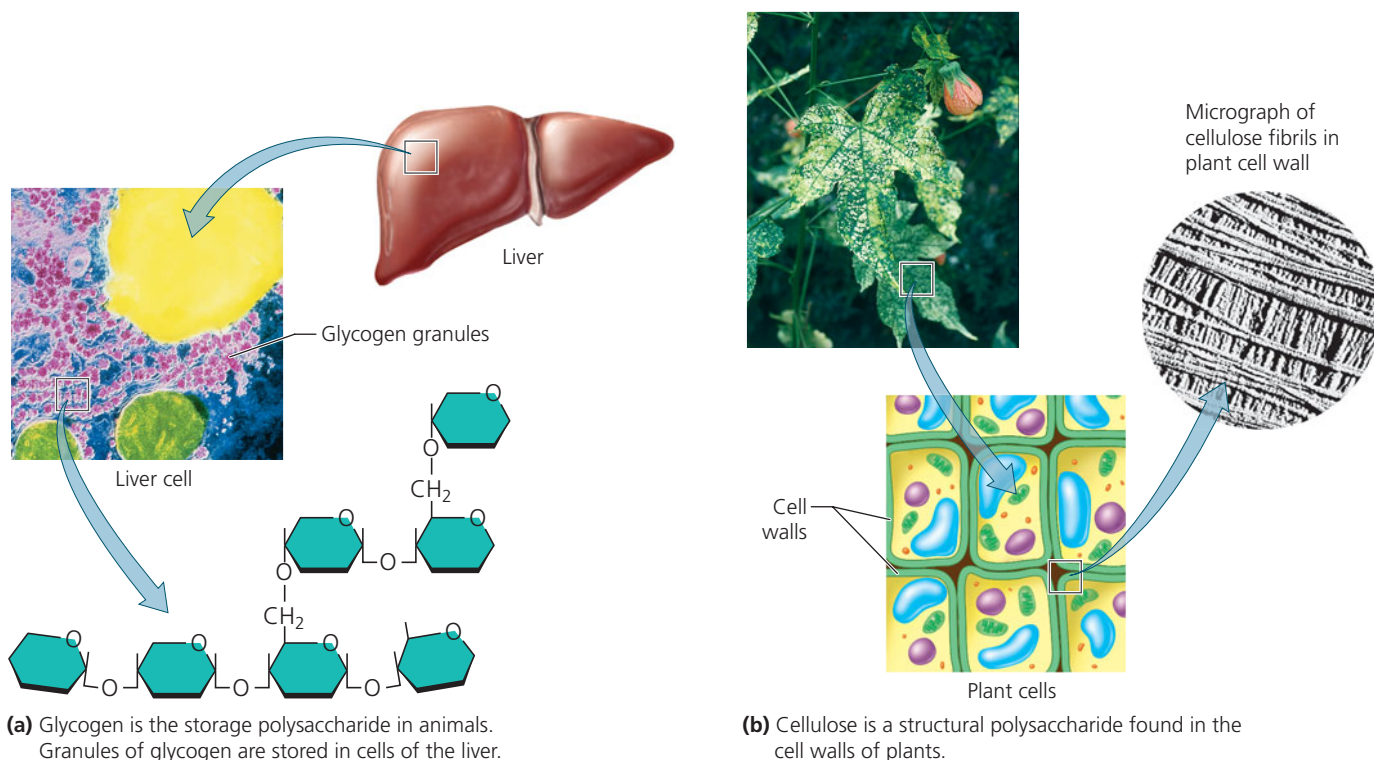 Liver
Glycogen granules
Liver cell
O
O
CH₂
O
O
O
O
CH₂
O
O
O
O
O
O
O
(a) Glycogen is the storage polysaccharide in animals.
Granules of glycogen are stored in cells of the liver.
Micrograph of
cellulose fibrils in
plant cell wall
Cell
walls
Plant cells
(b) Cellulose is a structural polysaccharide found in the
cell walls of plants.